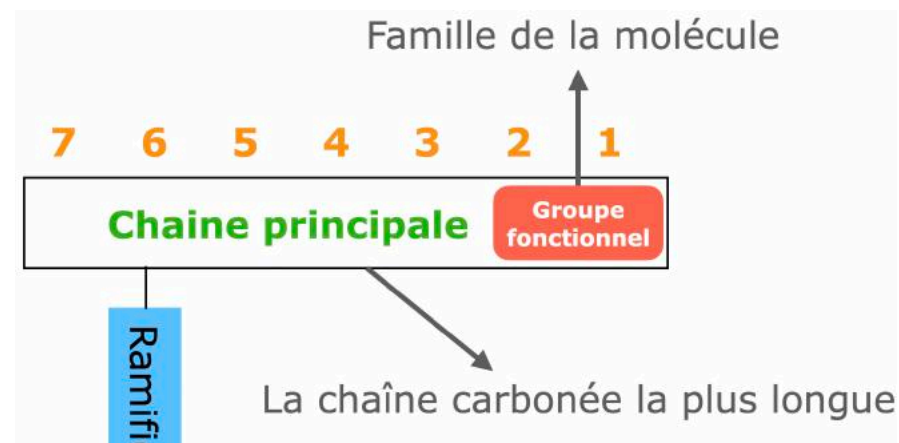 Famille de la molécule
7 6 5 4 3 2 1
Chaine principale
Groupe
fonctionnel
Ramifi
La chaîne carbonée la plus longue